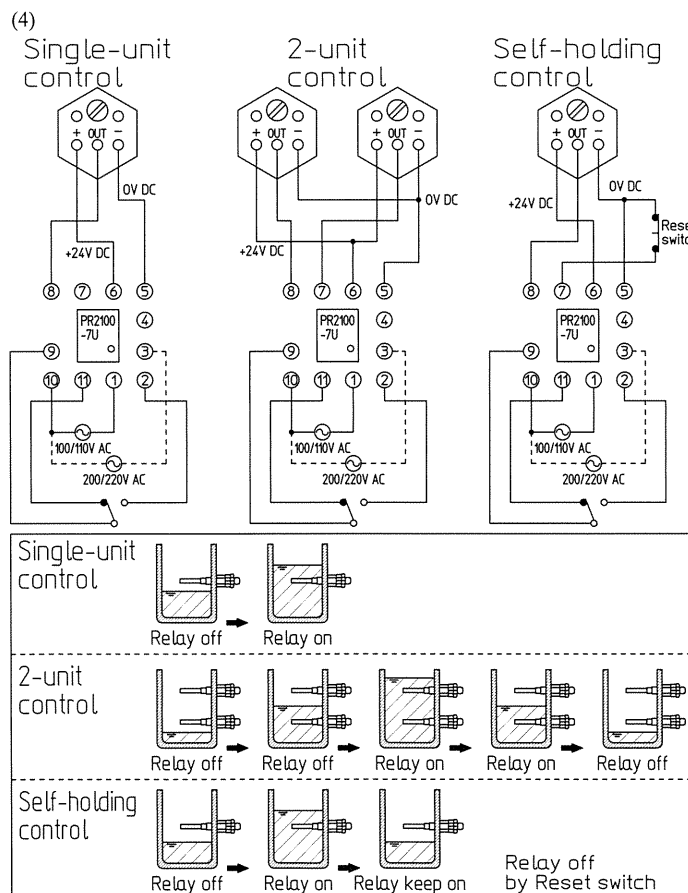 (4)
Single-unit
control
2-unit
control
Self-holding
control
+ OUT −
+ OUT −
+ OUT −
+ OUT −
0V DC
+24V DC
0V DC
+24V DC
0V DC
+24V DC
Reset
switch
8 7 6 5
PR2100
-7U
4
9 3
10 11 1 2
100/110V AC
200/220V AC
8 7 6 5
PR2100
-7U
4
9 3
10 11 1 2
100/110V AC
200/220V AC
8 7 6 5
PR2100
-7U
4
9 3
10 11 1 2
100/110V AC
200/220V AC
Single-unit
control
Relay off
Relay on
2-unit
control
Relay off
Relay off
Relay on
Relay on
Relay off
Self-holding
control
Relay off
Relay on
Relay keep on
Relay off
by Reset switch